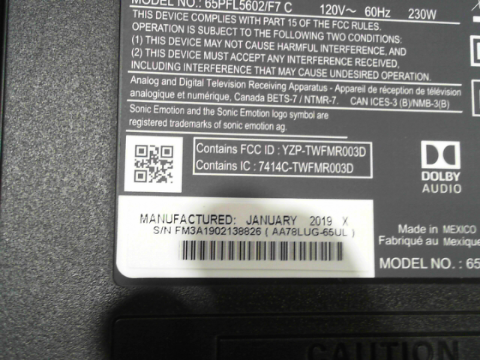 MODEL NO.: 65PFL5602/F7 C 120V~ 60Hz 230W
THIS DEVICE COMPLIES WITH PART 15 OF THE FCC RULES.
OPERATION IS SUBJECT TO THE FOLLOWING TWO CONDITIONS:
(1) THIS DEVICE MAY NOT CAUSE HARMFUL INTERFERENCE, AND
(2) THIS DEVICE MUST ACCEPT ANY INTERFERENCE RECEIVED,
INCLUDING INTERFERENCE THAT MAY CAUSE UNDESIRED OPERATION.
Analog and Digital Television Receiving Apparatus - Appareil de réception de télévision
analogique et numérique, Canada BETS-7 / NTMR-7. CAN ICES-3 (B)/NMB-3(B)
Sonic Emotion and the Sonic Emotion logo symbol are
registered trademarks of sonic emotion ag.
Contains FCC ID : YZP-TWFMR003D
Contains IC : 7414C-TWFMR003D
DOLBY
AUDIO
MANUFACTURED: JANUARY 2019 X
S/N FM3A1902138826 ( AA78LUG-65UL )
Made in MEXICO
Fabriqué au Mexique
MODEL NO. : 65
CAUTION